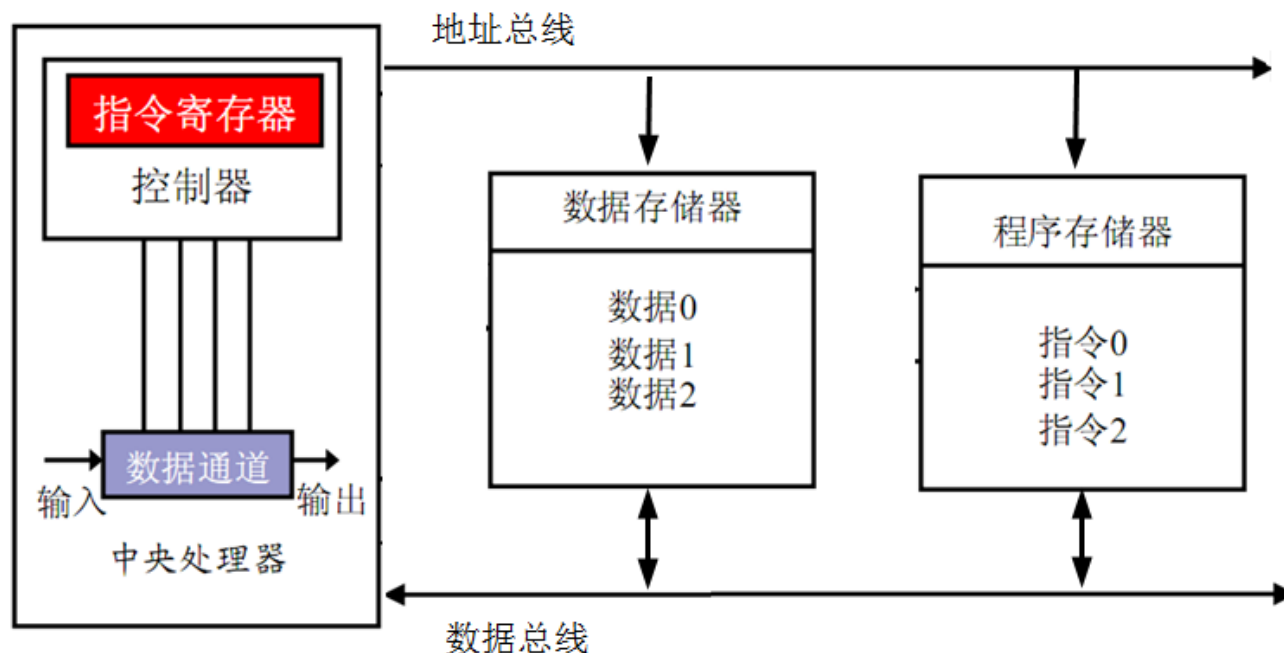 地址总线
指令寄存器
控制器
数据通道
输入
输出
中央处理器
数据存储器
数据0
数据1
数据2
程序存储器
指令0
指令1
指令2
数据总线